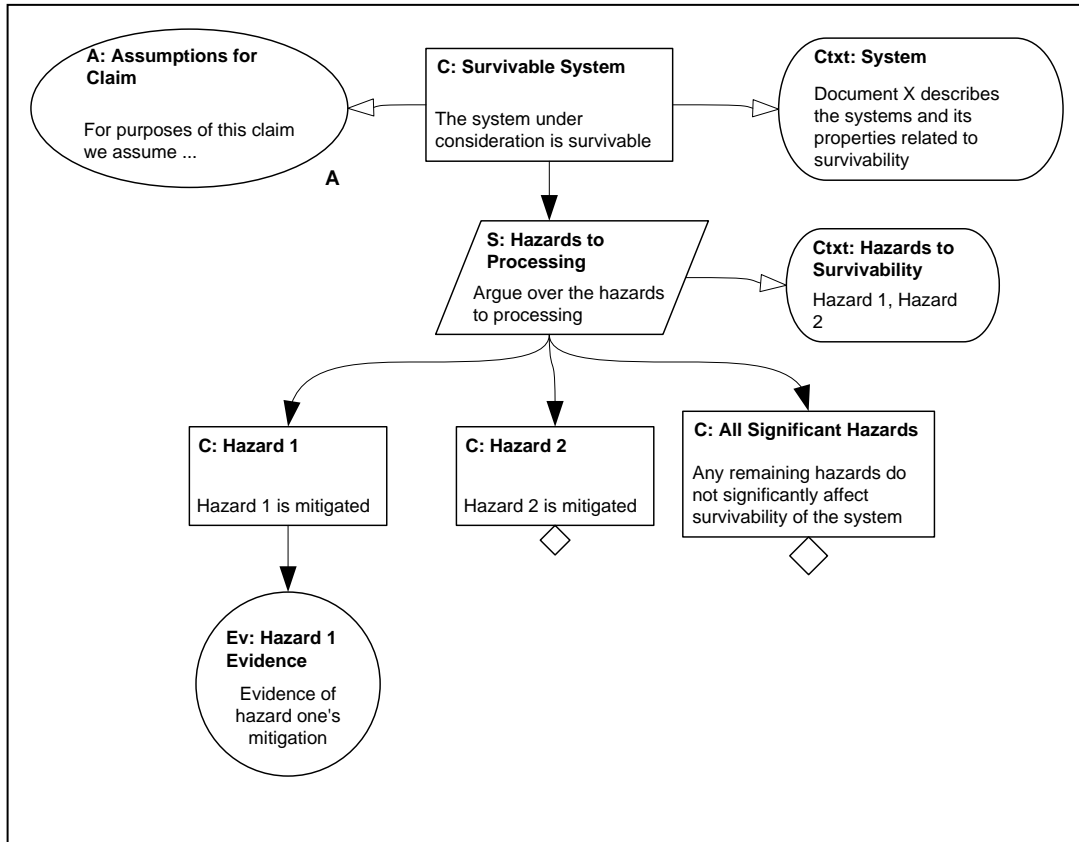 A: Assumptions for
Claim
For purposes of this claim
we assume ...
A
C: Survivable System
The system under
consideration is survivable
Ctxt: System
Document X describes
the systems and its
properties related to
survivability
S: Hazards to
Processing
Argue over the hazards
to processing
Ctxt: Hazards to
Survivability
Hazard 1, Hazard
2
C: Hazard 1
Hazard 1 is mitigated
C: Hazard 2
Hazard 2 is mitigated
C: All Significant Hazards
Any remaining hazards do
not significantly affect
survivability of the system
Ev: Hazard 1
Evidence
Evidence of
hazard one's
mitigation